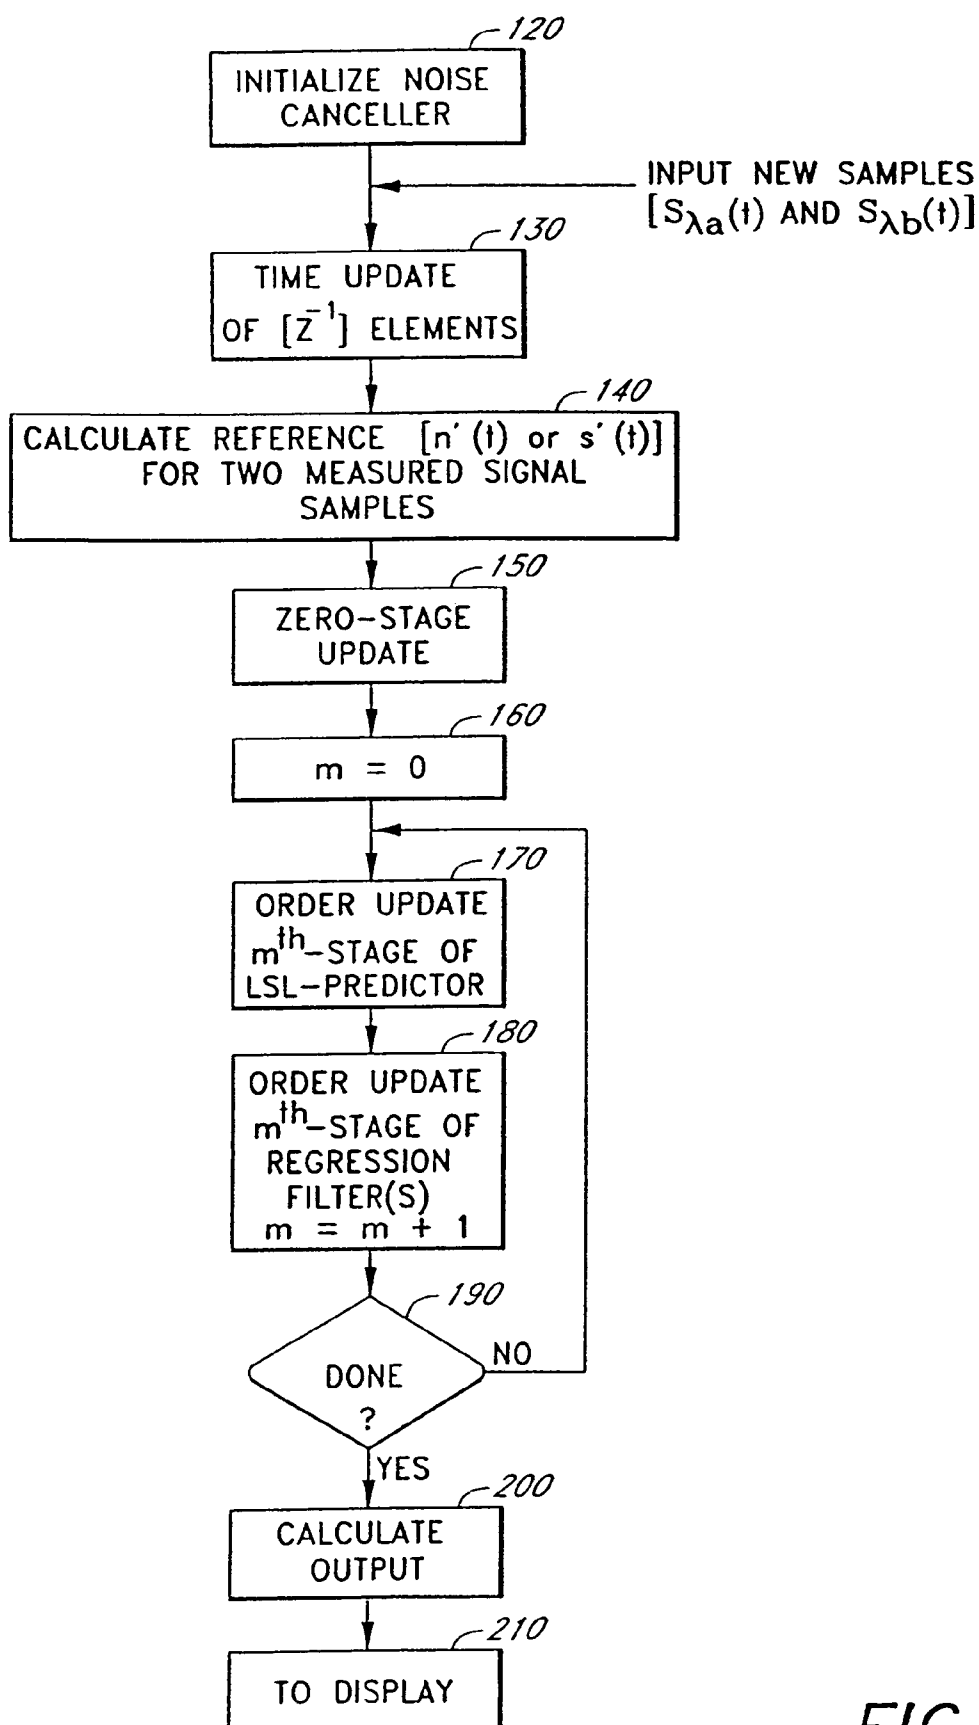 120
INITIALIZE NOISE
CANCELLER
INPUT NEW SAMPLES
[Sλa(t) AND Sλb(t)]
130
TIME UPDATE
OF [Z⁻¹] ELEMENTS
140
CALCULATE REFERENCE [n'(t) or s'(t)]
FOR TWO MEASURED SIGNAL
SAMPLES
150
ZERO-STAGE
UPDATE
160
m = 0
170
ORDER UPDATE
mth-STAGE OF
LSL-PREDICTOR
180
ORDER UPDATE
mth-STAGE OF
REGRESSION
FILTER(S)
m = m + 1
190
DONE
?
NO
YES
200
CALCULATE
OUTPUT
210
TO DISPLAY